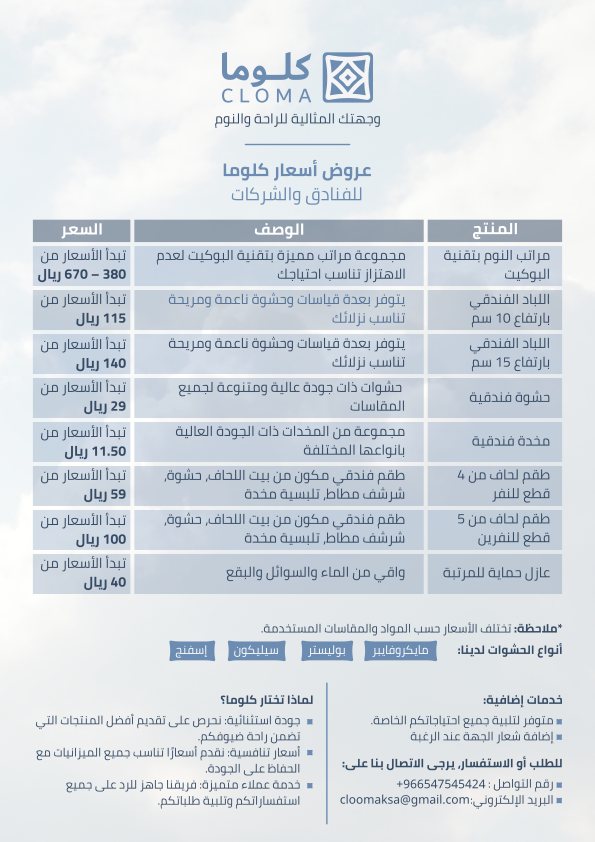 كلوما
CLOMA
وجهتك المثالية للراحة والنوم
عروض أسعار كلوما
للفنادق والشركات
المنتج الوصف السعر
مراتب النوم بتقنية مجموعة مراتب مميزة بتقنية البوكيت لعدم تبدأ الأسعار من
البوكيت الاهتزاز تناسب احتياجك 380 – 670 ريال
اللباد الفندقي يتوفر بعدة قياسات وحشوة ناعمة ومريحة تبدأ الأسعار من
بارتفاع 10 سم تناسب نزلائك 115 ريال
اللباد الفندقي يتوفر بعدة قياسات وحشوة ناعمة ومريحة تبدأ الأسعار من
بارتفاع 15 سم تناسب نزلائك 140 ريال
حشوة فندقية حشوات ذات جودة عالية ومتنوعة لجميع تبدأ الأسعار من
المقاسات 29 ريال
مخدة فندقية مجموعة من المخدات ذات الجودة العالية تبدأ الأسعار من
بانواعها المختلفة 11.50 ريال
طقم لحاف من 4 طقم فندقي مكون من بيت اللحاف, حشوة, تبدأ الأسعار من
قطع للنفر شرشف مطاط, تلبسية مخدة 59 ريال
طقم لحاف من 5 طقم فندقي مكون من بيت اللحاف, حشوة, تبدأ الأسعار من
قطع للنفرين شرشف مطاط, تلبسية مخدة 100 ريال
عازل حماية للمرتبة واقي من الماء والسوائل والبقع تبدأ الأسعار من
40 ريال
*ملاحظة: تختلف الأسعار حسب المواد والمقاسات المستخدمة.
أنواع الحشوات لدينا: مايكروفايبر بوليستر سيليكون إسفنج
خدمات إضافية:
متوفر لتلبية جميع احتياجاتكم الخاصة.
إضافة شعار الجهة عند الرغبة
للطلب أو الاستفسار، يرجى الاتصال بنا على:
رقم التواصل : 966547545424+
البريد الإلكتروني:cloomaksa@gmail.com
لماذا تختار كلوما؟
جودة استثنائية: نحرص على تقديم أفضل المنتجات التي
تضمن راحة ضيوفكم.
أسعار تنافسية: نقدم أسعارًا تناسب جميع الميزانيات مع
الحفاظ على الجودة.
خدمة عملاء متميزة: فريقنا جاهز للرد على جميع
استفساراتكم وتلبية طلباتكم.